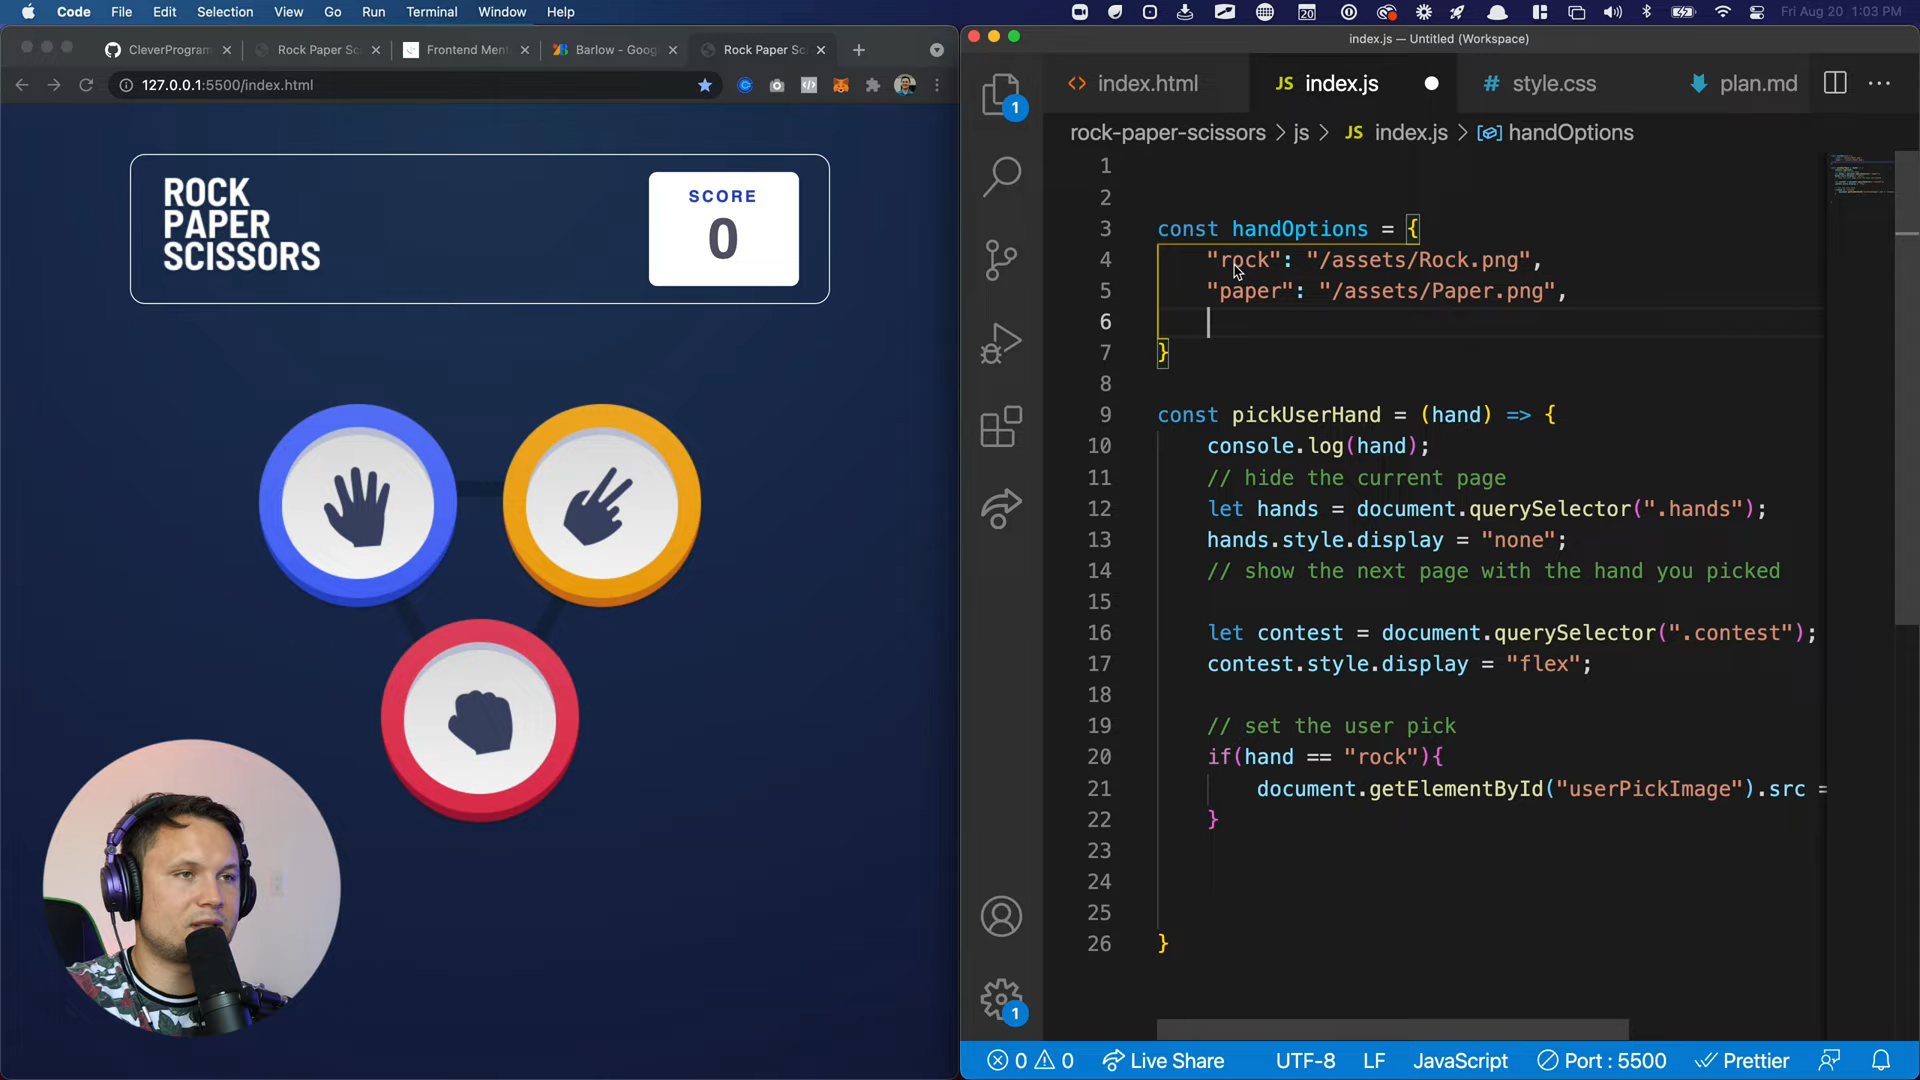 Code File Edit Selection View Go Run Terminal Window Help
20 Fri Aug 20 1:03 PM
CleverProgram
Rock Paper Sc
Frontend Ment
Barlow - Goog
Rock Paper Sc
127.0.0.1:5500/index.html
ROCK
PAPER
SCISSORS
SCORE
0
index.js — Untitled (Workspace)
1
<> index.html
JS index.js
# style.css
plan.md
rock-paper-scissors > js > JS index.js > handOptions
1
2
3 const handOptions = {
4 "rock": "/assets/Rock.png",
5 "paper": "/assets/Paper.png",
6
7 }
8
9 const pickUserHand = (hand) => {
10 console.log(hand);
11 // hide the current page
12 let hands = document.querySelector(".hands");
13 hands.style.display = "none";
14 // show the next page with the hand you picked
15
16 let contest = document.querySelector(".contest");
17 contest.style.display = "flex";
18
19 // set the user pick
20 if(hand == "rock"){
21 document.getElementById("userPickImage").src =
22 }
23
24
25
26 }
1
0 0 Live Share UTF-8 LF JavaScript Port : 5500 Prettier